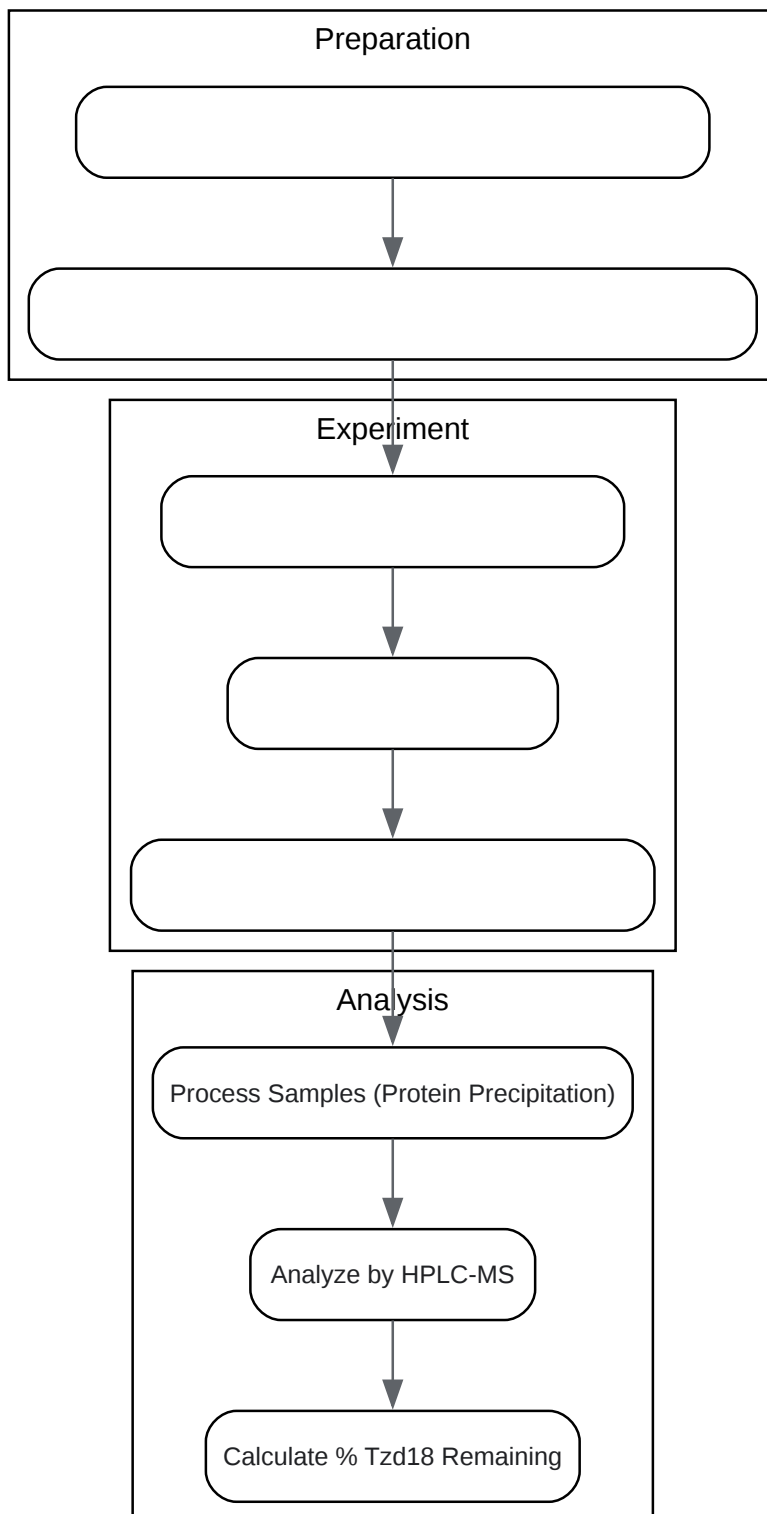 Preparation
Experiment
Analysis
Process Samples (Protein Precipitation)
Analyze by HPLC-MS
Calculate % Tzd18 Remaining